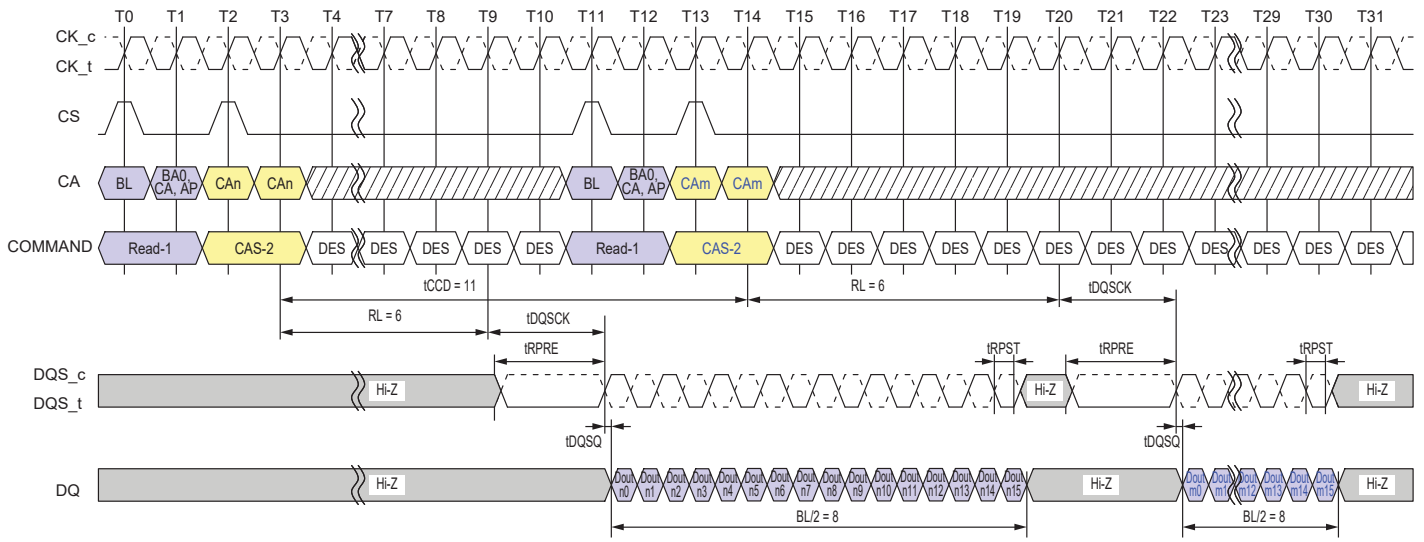 T0 T1 T2 T3 T4 T7 T8 T9 T10 T11 T12 T13 T14 T15 T16 T17 T18 T19 T20 T21 T22 T23 T29 T30 T31
CK_c
CK_t
CS
CA BL BA0, CA, AP CAn CAn BL BA0, CA, AP CAm CAm
COMMAND Read-1 CAS-2 DES DES DES DES DES Read-1 CAS-2 DES DES DES DES DES DES DES DES DES DES DES DES
tCCD = 11 RL = 6 tDQSCK
RL = 6 tDQSCK
tRPRE tRPST tRPRE tRPST
DQS_c
DQS_t
Hi-Z Hi-Z Hi-Z
tDQSQ tDQSQ
DQ Hi-Z Dout n0 Dout n1 Dout n2 Dout n3 Dout n4 Dout n5 Dout n6 Dout n7 Dout n8 Dout n9 Dout n10 Dout n11 Dout n12 Dout n13 Dout n14 Dout n15 Hi-Z Dout m0 Dout m1 Dout m12 Dout m13 Dout m14 Dout m15 Hi-Z
BL/2 = 8 BL/2 = 8